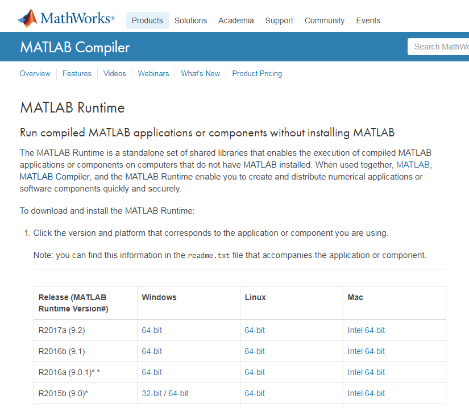 MathWorks®
Products Solutions Academia Support Community Events
MATLAB Compiler
Search MathWo
Overview Features Videos Webinars What's New Product Pricing
MATLAB Runtime
Run compiled MATLAB applications or components without installing MATLAB
The MATLAB Runtime is a standalone set of shared libraries that enables the execution of compiled MATLAB
applications or components on computers that do not have MATLAB installed. When used together, MATLAB,
MATLAB Compiler, and the MATLAB Runtime enable you to create and distribute numerical applications or
software components quickly and securely.
To download and install the MATLAB Runtime:
1. Click the version and platform that corresponds to the application or component you are using.
Note: you can find this information in the readme.txt file that accompanies the application or component.
Release (MATLAB Runtime Version#) Windows Linux Mac
R2017a (9.2) 64-bit 64-bit Intel 64-bit
R2016b (9.1) 64-bit 64-bit Intel 64-bit
R2016a (9.0.1)* * 64-bit 64-bit Intel 64-bit
R2015b (9.0)* 32-bit / 64-bit 64-bit Intel 64-bit